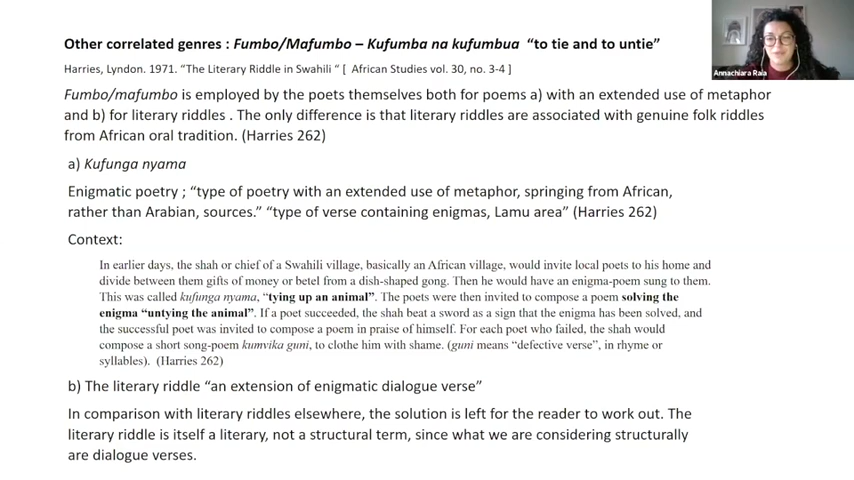 Other correlated genres : Fumbo/Mafumbo – Kufumba na kufumbua  “to tie and to untie”
Annachiara Raia
Harries, Lyndon. 1971. “The Literary Riddle in Swahili “ [  African Studies vol. 30, no. 3-4 ]
Fumbo/mafumbo is employed by the poets themselves both for poems a) with an extended use of metaphor
and b) for literary riddles . The only difference is that literary riddles are associated with genuine folk riddles
from African oral tradition. (Harries 262)
a) Kufunga nyama
Enigmatic poetry ; “type of poetry with an extended use of metaphor, springing from African,
rather than Arabian, sources.” “type of verse containing enigmas, Lamu area” (Harries 262)
Context:
In earlier days, the shah or chief of a Swahili village, basically an African village, would invite local poets to his home and
divide between them gifts of money or betel from a dish-shaped gong. Then he would have an enigma-poem sung to them.
This was called kufunga nyama, “tying up an animal”. The poets were then invited to compose a poem solving the
enigma “untying the animal”. If a poet succeeded, the shah beat a sword as a sign that the enigma has been solved, and
the successful poet was invited to compose a poem in praise of himself. For each poet who failed, the shah would
compose a short song-poem kumvika guni, to clothe him with shame. (guni means “defective verse”, in rhyme or
syllables).  (Harries 262)
b) The literary riddle “an extension of enigmatic dialogue verse”
In comparison with literary riddles elsewhere, the solution is left for the reader to work out. The
literary riddle is itself a literary, not a structural term, since what we are considering structurally
are dialogue verses.